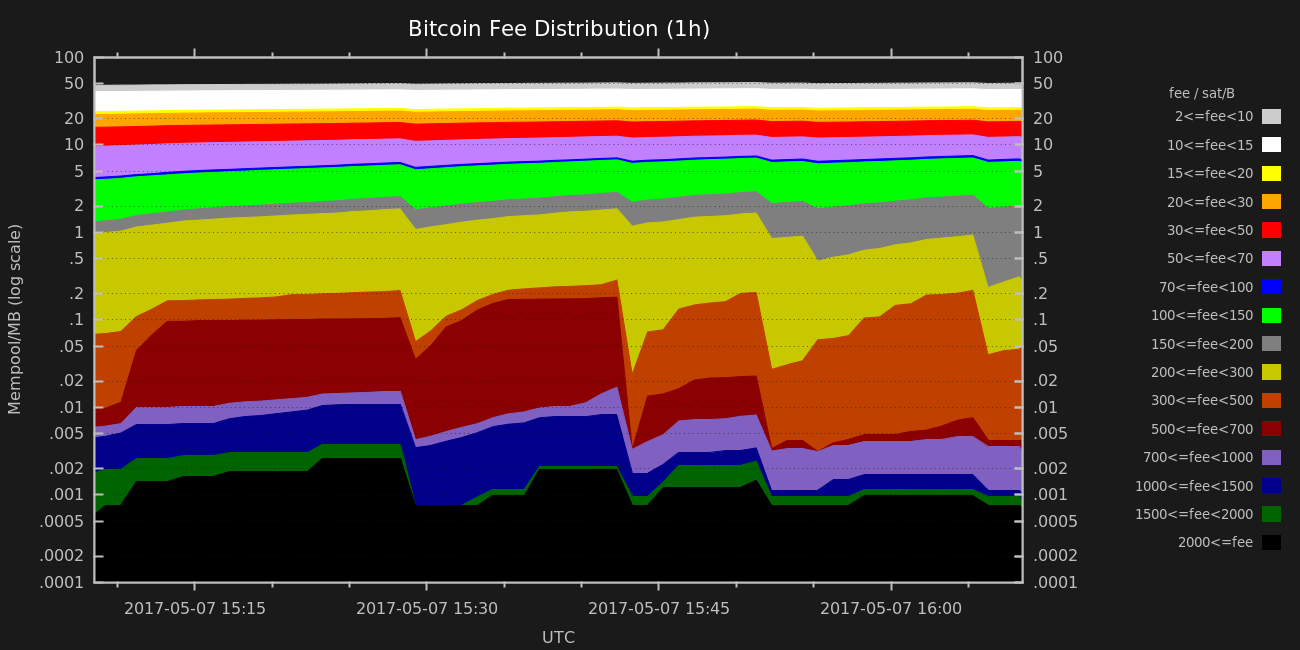 Bitcoin Fee Distribution (1h)
100
50
20
10
5
2
1
.5
.2
.1
.05
.02
.01
.005
.002
.001
.0005
.0002
.0001
Mempool/MB (log scale)
100
50
20
10
5
2
1
.5
.2
.1
.05
.02
.01
.005
.002
.001
.0005
.0002
.0001
2017-05-07 15:15
2017-05-07 15:30
2017-05-07 15:45
2017-05-07 16:00
UTC
fee / sat/B
2<=fee<10
10<=fee<15
15<=fee<20
20<=fee<30
30<=fee<50
50<=fee<70
70<=fee<100
100<=fee<150
150<=fee<200
200<=fee<300
300<=fee<500
500<=fee<700
700<=fee<1000
1000<=fee<1500
1500<=fee<2000
2000<=fee